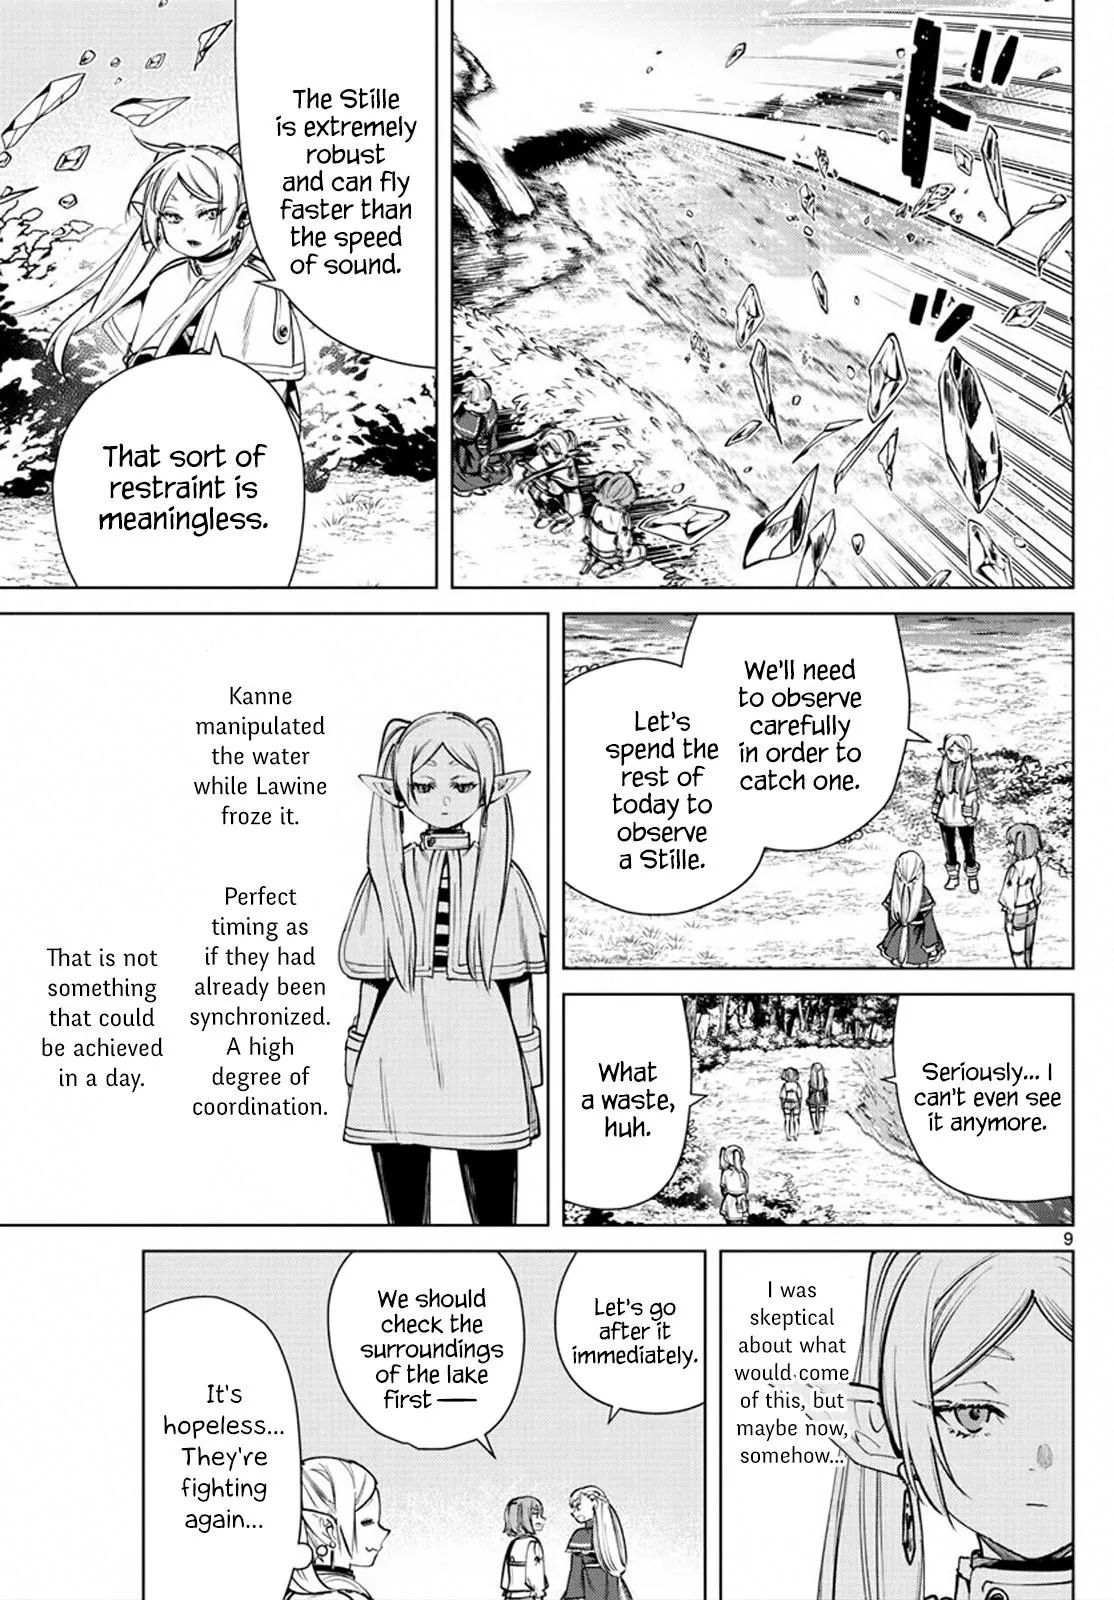 ドッ
The Stille
is extremely
robust
and can fly
faster than
the speed
of sound.
That sort of
restraint is
meaningless.
We'll need
to observe
carefully
in order to
catch one.
Let's
spend the
rest of
today to
observe
a Stille.
Seriously... I
can't even see
it anymore.
What
a waste,
huh.
Kanne
manipulated
the water
while Lawine
froze it.
Perfect
timing as
if they had
already been
synchronized.
A high
degree of
coordination.
That is not
something
that could
be achieved
in a day.
9
I was
skeptical
about what
would come
of this, but
maybe now,
somehow...
Let's go
after it
immediately.
We should
check the
surroundings
of the lake
first──
It's
hopeless...
They're
fighting
again...